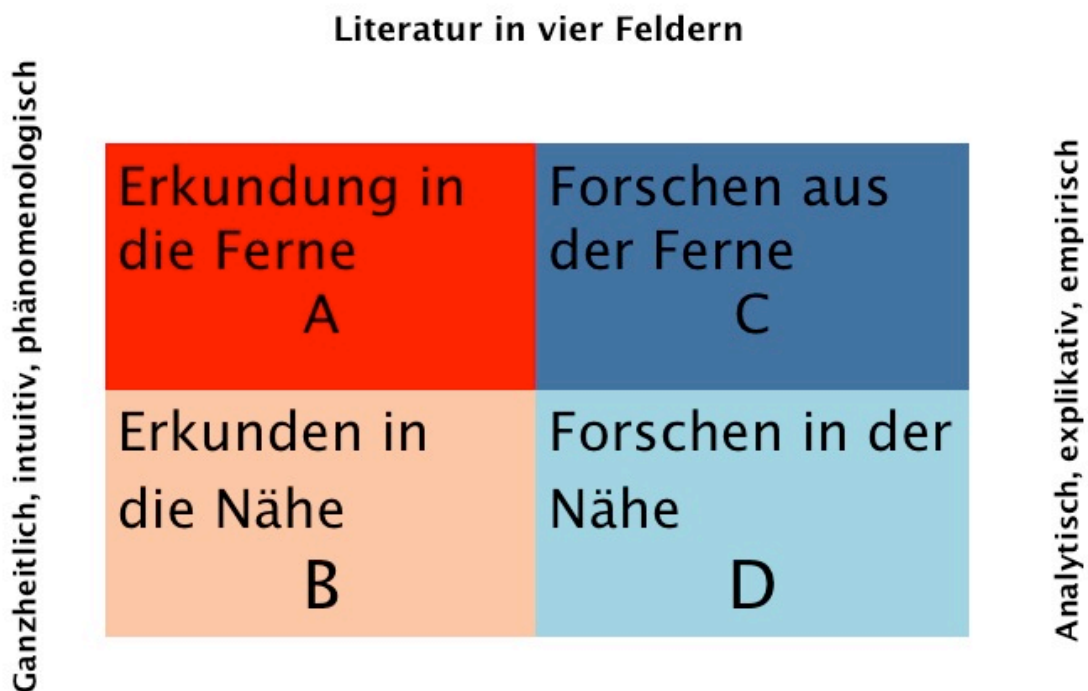 Literatur in vier Feldern
Ganzheitlich, intuitiv, phänomenologisch
Erkundung in
die Ferne
A
Forschen aus
der Ferne
C
Erkunden in
die Nähe
B
Forschen in der
Nähe
D
Analytisch, explikativ, empirisch